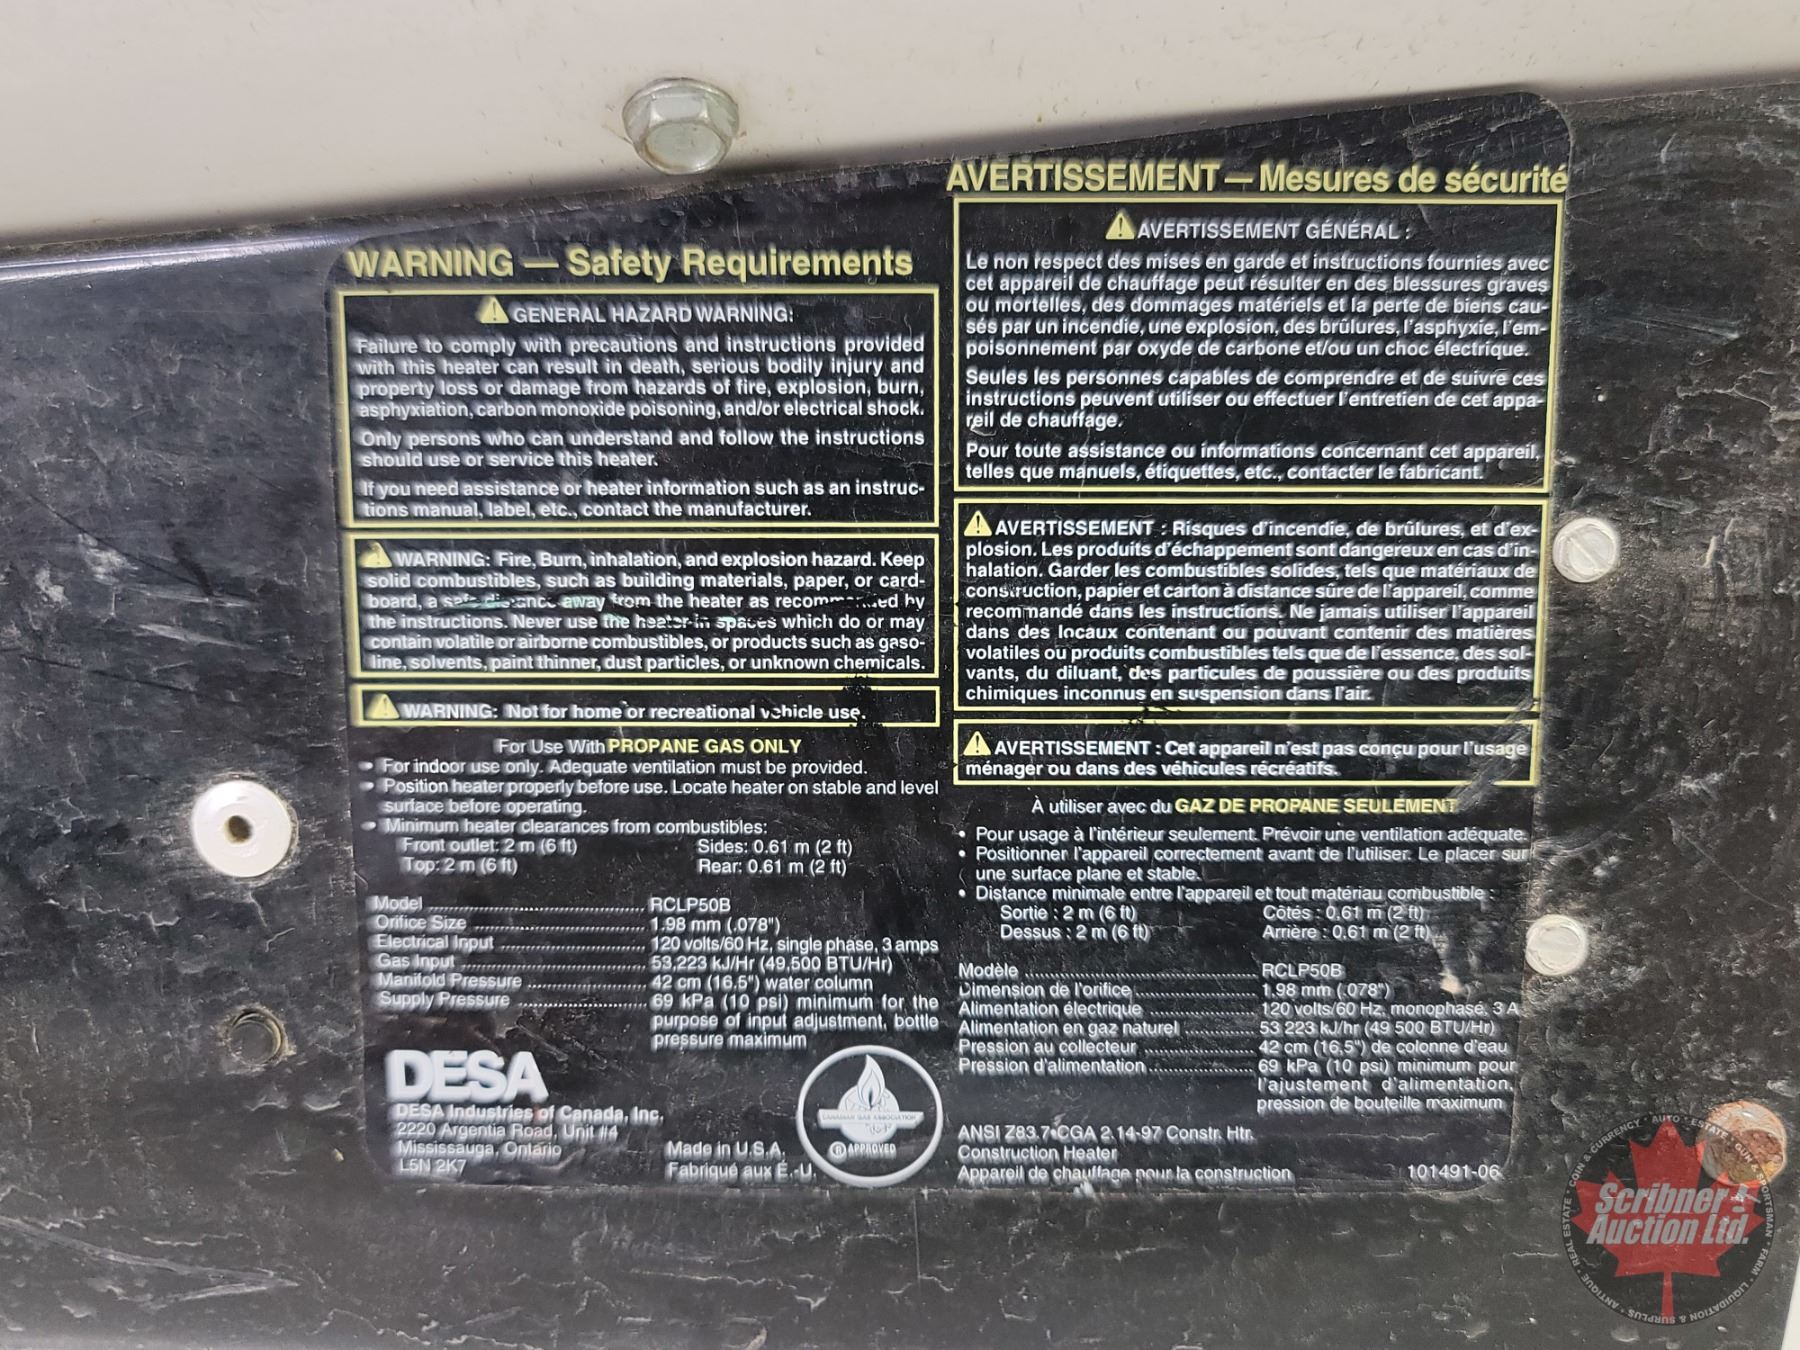 WARNING — Safety Requirements
⚠ GENERAL HAZARD WARNING:
Failure to comply with precautions and instructions provided
with this heater can result in death, serious bodily injury and
property loss or damage from hazards of fire, explosion, burn,
asphyxiation, carbon monoxide poisoning, and/or electrical shock.
Only persons who can understand and follow the instructions
should use or service this heater.
If you need assistance or heater information such as an instruc-
tions manual, label, etc., contact the manufacturer.
⚠ WARNING: Fire, Burn, inhalation, and explosion hazard. Keep
solid combustibles, such as building materials, paper, or card-
board, a safe distance away from the heater as recommended by
the instructions. Never use the heater in spaces which do or may
contain volatile or airborne combustibles, or products such as gaso-
line, solvents, paint thinner, dust particles, or unknown chemicals.
⚠ WARNING: Not for home or recreational vehicle use.
For Use With PROPANE GAS ONLY
• For indoor use only. Adequate ventilation must be provided.
• Position heater properly before use. Locate heater on stable and level
surface before operating.
• Minimum heater clearances from combustibles:
Front outlet: 2 m (6 ft) Sides: 0.61 m (2 ft)
Top: 2 m (6 ft) Rear: 0.61 m (2 ft)
Model RCLP50B
Orifice Size 1.98 mm (.078")
Electrical Input 120 volts/60 Hz, single phase, 3 amps
Gas Input 53,223 kJ/Hr (49,500 BTU/Hr)
Manifold Pressure 42 cm (16.5") water column
Supply Pressure 69 kPa (10 psi) minimum for the
purpose of input adjustment, bottle
pressure maximum
DESA
DESA Industries of Canada, Inc.
2220 Argentia Road, Unit #4
Mississauga, Ontario
L5N 2K7
Made in U.S.A.
Fabriqué aux É.-U.
CANADIAN GAS ASSOCIATION
® APPROVED
AVERTISSEMENT — Mesures de sécurité
⚠ AVERTISSEMENT GÉNÉRAL :
Le non respect des mises en garde et instructions fournies avec
cet appareil de chauffage peut résulter en des blessures graves
ou mortelles, des dommages matériels et la perte de biens cau-
sés par un incendie, une explosion, des brûlures, l'asphyxie, l'em-
poisonnement par oxyde de carbone et/ou un choc électrique.
Seules les personnes capables de comprendre et de suivre ces
instructions peuvent utiliser ou effectuer l'entretien de cet appa-
reil de chauffage.
Pour toute assistance ou informations concernant cet appareil,
telles que manuels, étiquettes, etc., contacter le fabricant.
⚠ AVERTISSEMENT : Risques d'incendie, de brûlures, et d'ex-
plosion. Les produits d'échappement sont dangereux en cas d'in-
halation. Garder les combustibles solides, tels que matériaux de
construction, papier et carton à distance sûre de l'appareil, comme
recommandé dans les instructions. Ne jamais utiliser l'appareil
dans des locaux contenant ou pouvant contenir des matières
volatiles ou produits combustibles tels que de l'essence, des sol-
vants, du diluant, des particules de poussière ou des produits
chimiques inconnus en suspension dans l'air.
⚠ AVERTISSEMENT : Cet appareil n'est pas conçu pour l'usage
ménager ou dans des véhicules récréatifs.
À utiliser avec du GAZ DE PROPANE SEULEMENT
• Pour usage à l'intérieur seulement. Prévoir une ventilation adéquate.
• Positionner l'appareil correctement avant de l'utiliser. Le placer sur
une surface plane et stable.
• Distance minimale entre l'appareil et tout matériau combustible :
Sortie : 2 m (6 ft) Côtés : 0.61 m (2 ft)
Dessus : 2 m (6 ft) Arrière : 0.61 m (2 ft)
Modèle RCLP50B
Dimension de l'orifice 1.98 mm (.078")
Alimentation électrique 120 volts/60 Hz, monophasé, 3 A
Alimentation en gaz naturel 53 223 kJ/hr (49 500 BTU/Hr)
Pression au collecteur 42 cm (16,5") de colonne d'eau
Pression d'alimentation 69 kPa (10 psi) minimum pour
l'ajustement d'alimentation,
pression de bouteille maximum
ANSI Z83.7•CGA 2.14-97 Constr. Htr.
Construction Heater
Appareil de chauffage pour la construction 101491-06
Scribner
Auction Ltd.
AUTO • ESTATE • GUN & SPORTSMAN • FARM • LIQUIDATION & SURPLUS • ANTIQUE • REAL ESTATE • COIN & CURRENCY